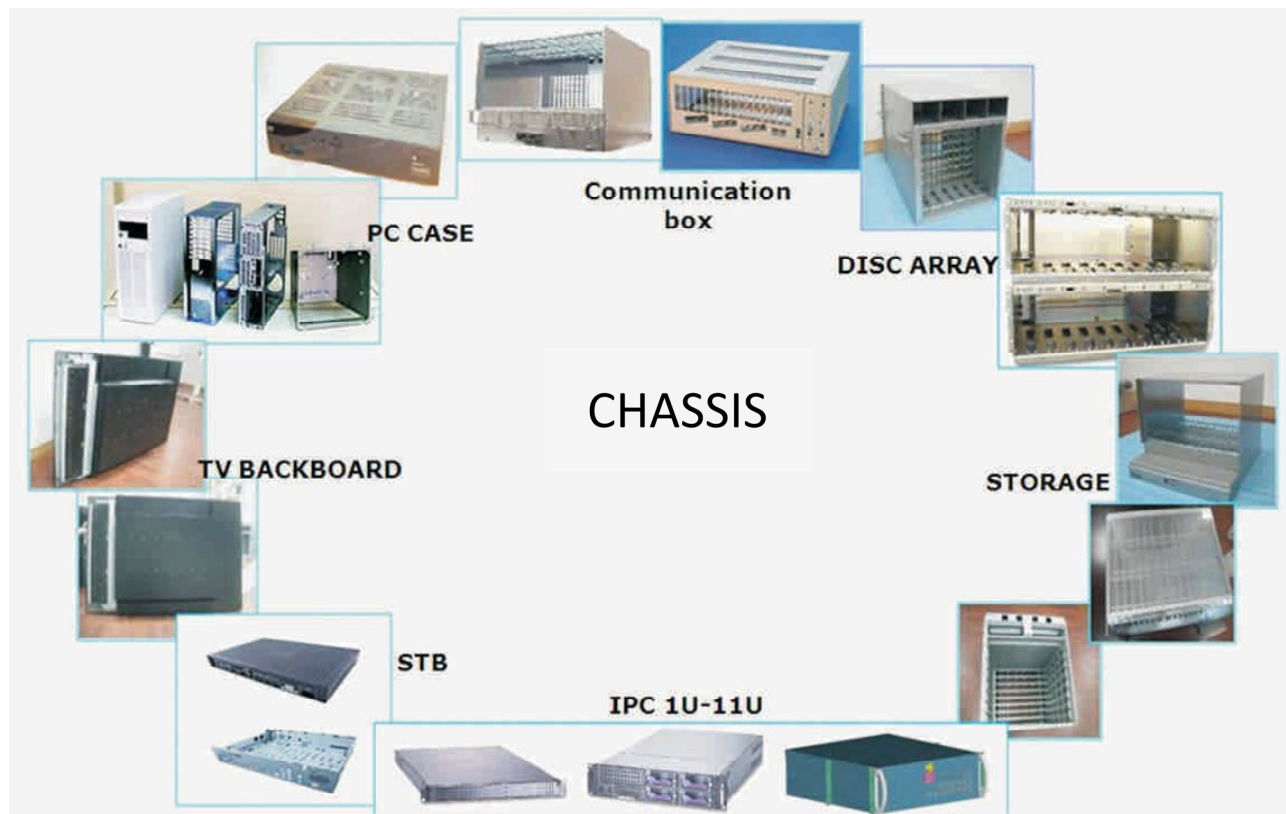 Communication
box
PC CASE
DISC ARRAY
CHASSIS
TV BACKBOARD
STORAGE
STB
IPC 1U-11U